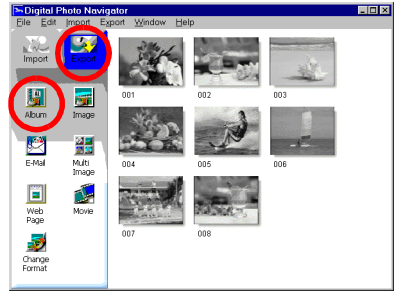 Digital Photo Navigator
File Edit Import Export Window Help
Import Export
Album Image
E-Mail Multi Image
Web Page Movie
Change Format
001 002 003
004 005 006
007 008